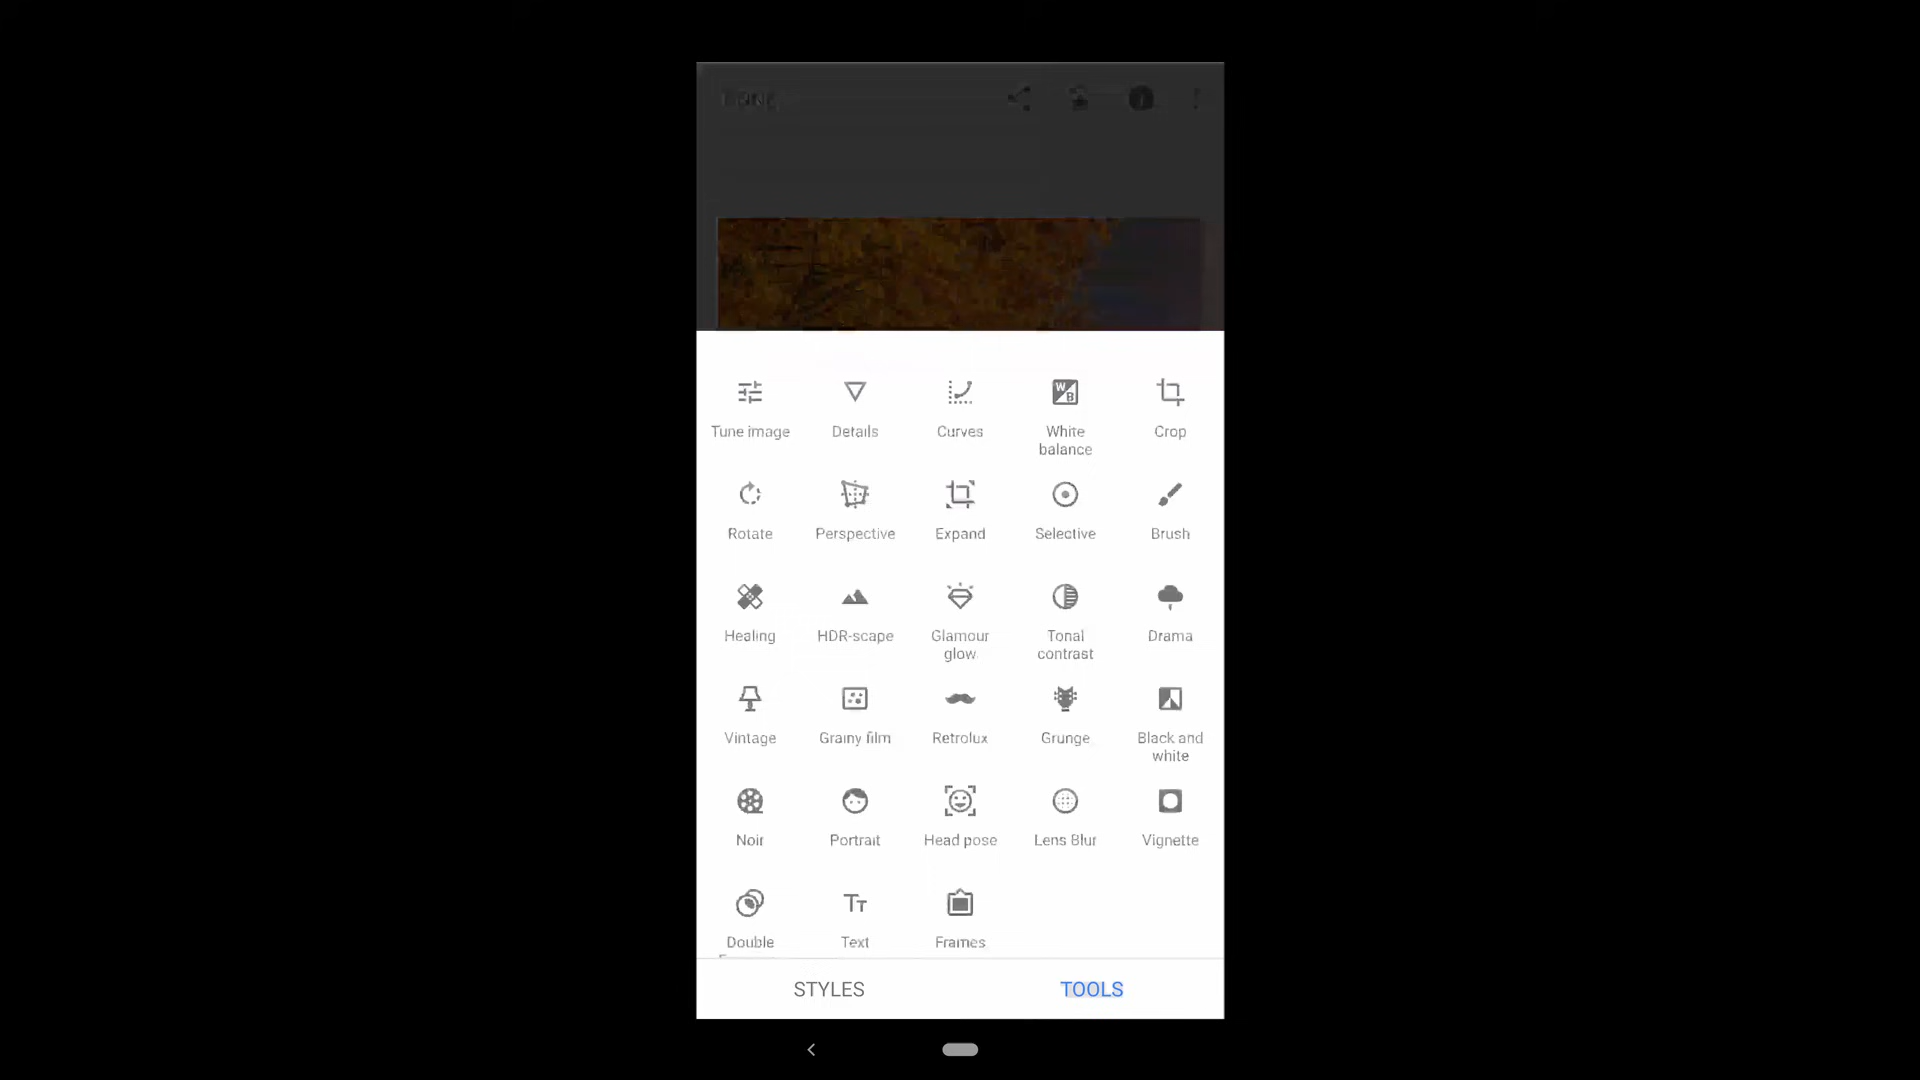 Tune image
Details
Curves
White
balance
Crop
Rotate
Perspective
Expand
Selective
Brush
Healing
HDR-scape
Glamour
glow
Tonal
contrast
Drama
Vintage
Grainy film
Retrolux
Grunge
Black and
white
Noir
Portrait
Head pose
Lens Blur
Vignette
Double
Text
Frames
STYLES
TOOLS